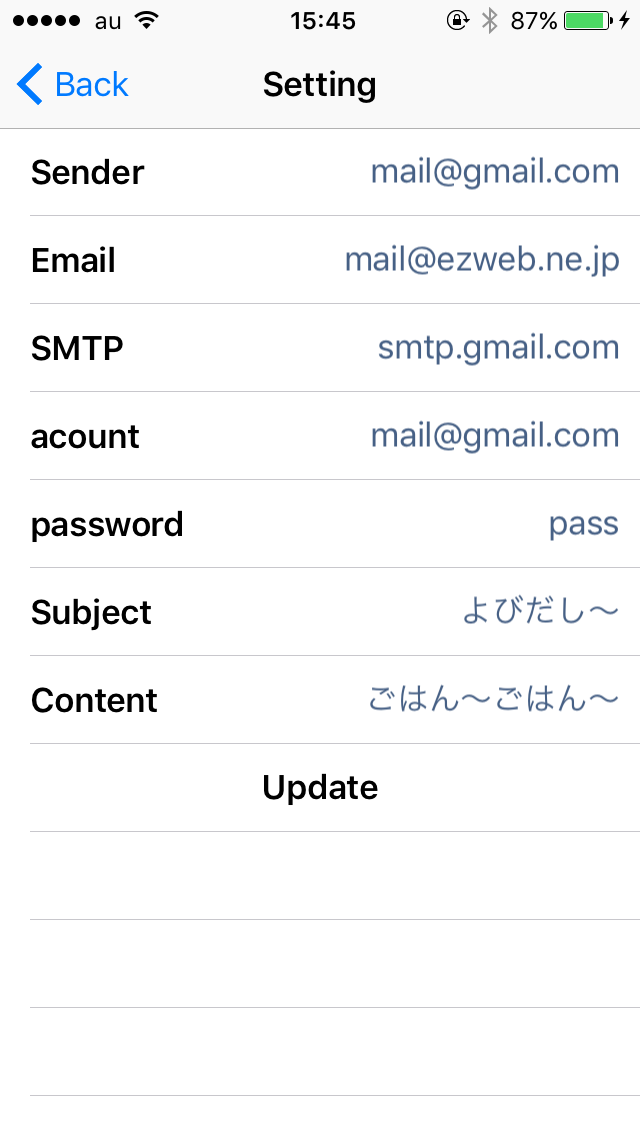 au 15:45 87%
Back Setting
Sender mail@gmail.com
Email mail@ezweb.ne.jp
SMTP smtp.gmail.com
acount mail@gmail.com
password pass
Subject よびだし〜
Content ごはん〜ごはん〜
Update